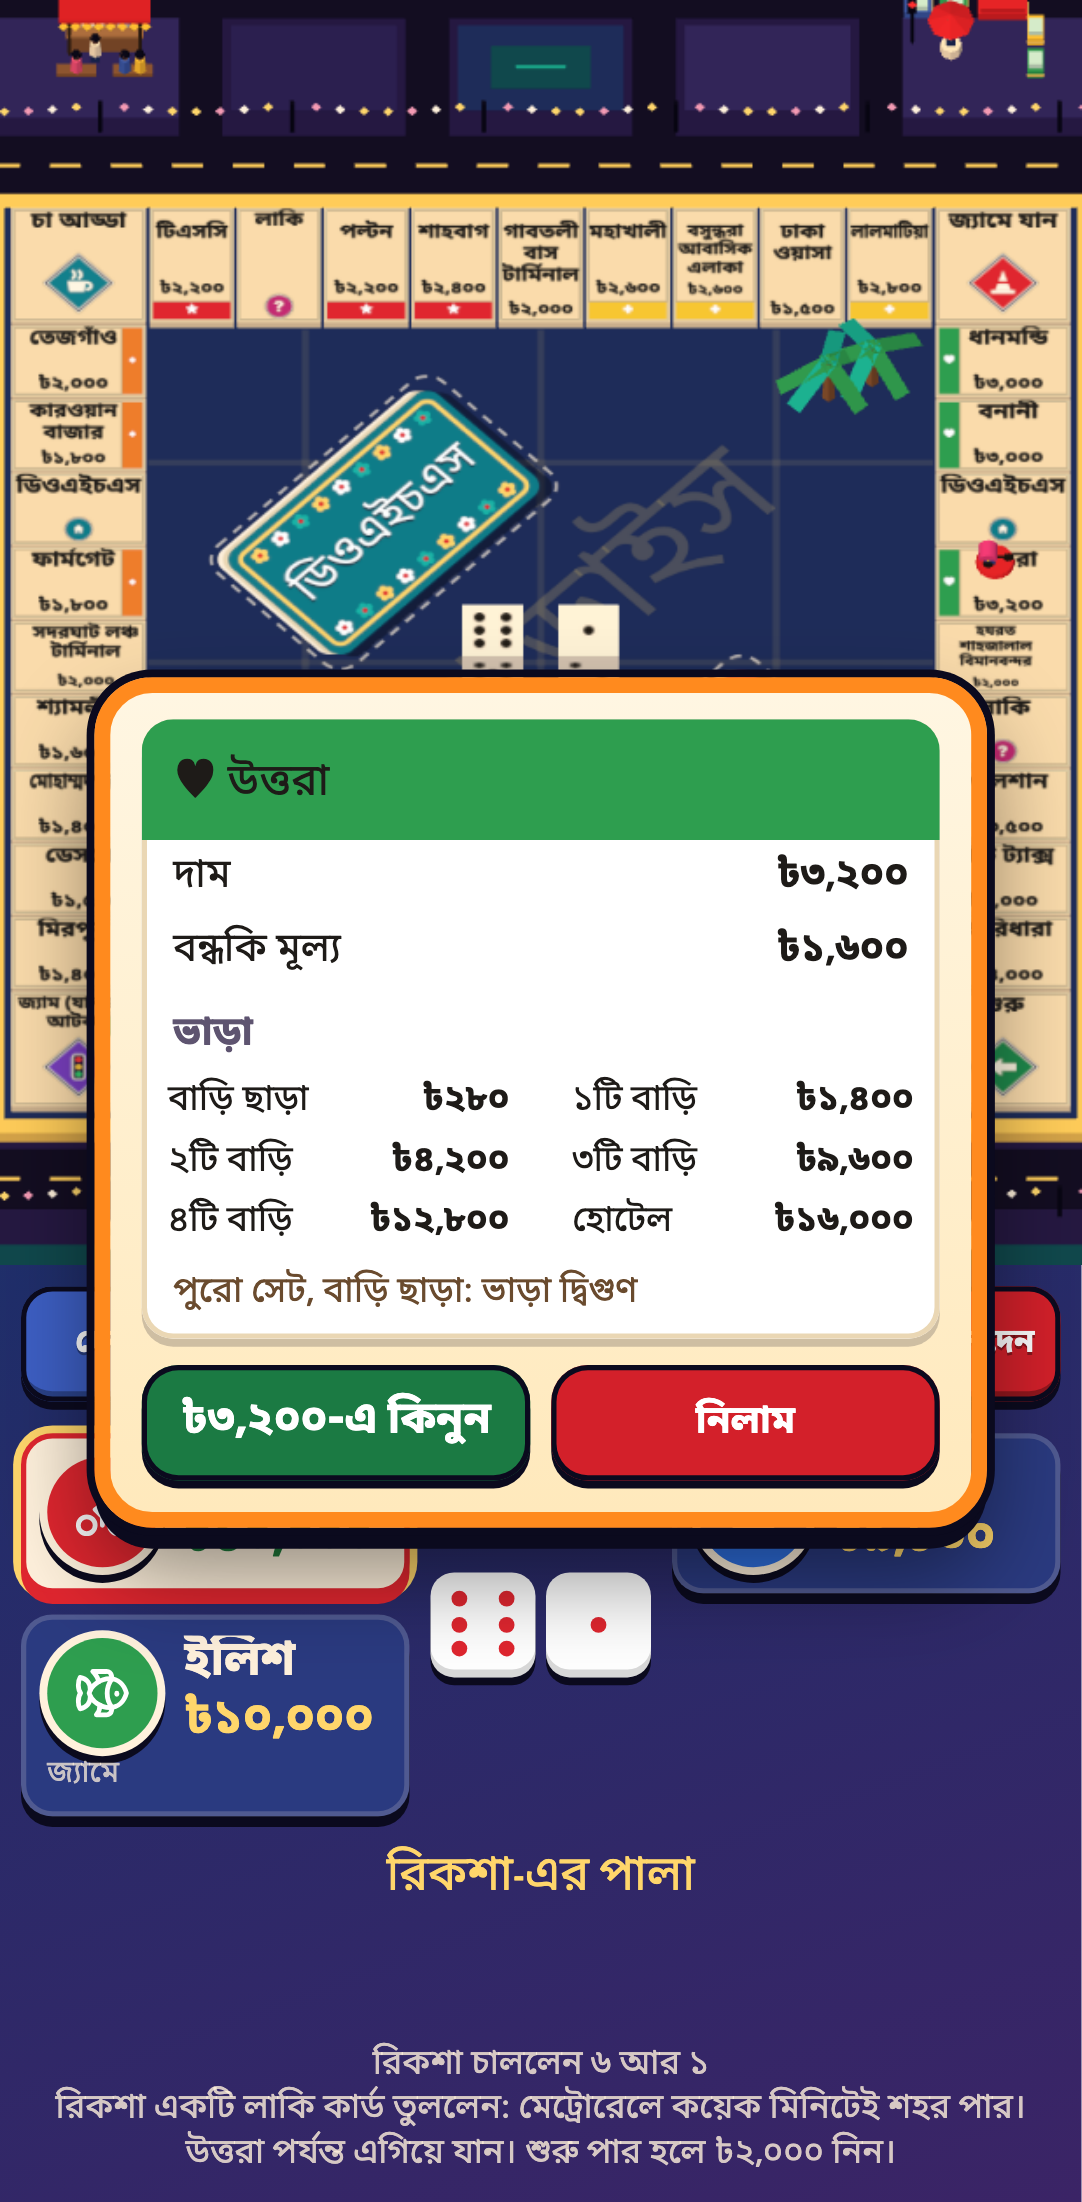 চা আড্ডা
টিএসসি
৳২,২০০
লাকি
?
পল্টন
৳২,২০০
শাহবাগ
৳২,৪০০
গাবতলী
বাস
টার্মিনাল
৳২,০০০
মহাখালী
৳২,৬০০
বসুন্ধরা
আবাসিক
এলাকা
৳২,৬০০
ঢাকা
ওয়াসা
৳১,৫০০
লালমাটিয়া
৳২,৮০০
জ্যামে যান
তেজগাঁও
৳২,০০০
কারওয়ান
বাজার
৳১,৮০০
ডিওএইচএস
ফার্মগেট
৳১,৮০০
সদরঘাট লঞ্চ
টার্মিনাল
৳২,০০০
ধানমন্ডি
৳৩,০০০
বনানী
৳৩,০০০
ডিওএইচএস
৳৩,২০০
হযরত
শাহজালাল
বিমানবন্দর
৳২,০০০
?
ট্যাক্স
ডিওএইচএস
জ্যাম
উত্তরা
দাম ৳৩,২০০
বন্ধকি মূল্য ৳১,৬০০
ভাড়া
বাড়ি ছাড়া ৳২৮০ ১টি বাড়ি ৳১,৪০০
২টি বাড়ি ৳৪,২০০ ৩টি বাড়ি ৳৯,৬০০
৪টি বাড়ি ৳১২,৮০০ হোটেল ৳১৬,০০০
পুরো সেট, বাড়ি ছাড়া: ভাড়া দ্বিগুণ
৳৩,২০০-এ কিনুন নিলাম
ইলিশ
৳১০,০০০
জ্যামে
রিকশা-এর পালা
রিকশা চাললেন ৬ আর ১
রিকশা একটি লাকি কার্ড তুললেন: মেট্রোরেলে কয়েক মিনিটেই শহর পার।
উত্তরা পর্যন্ত এগিয়ে যান। শুরু পার হলে ৳২,০০০ নিন।